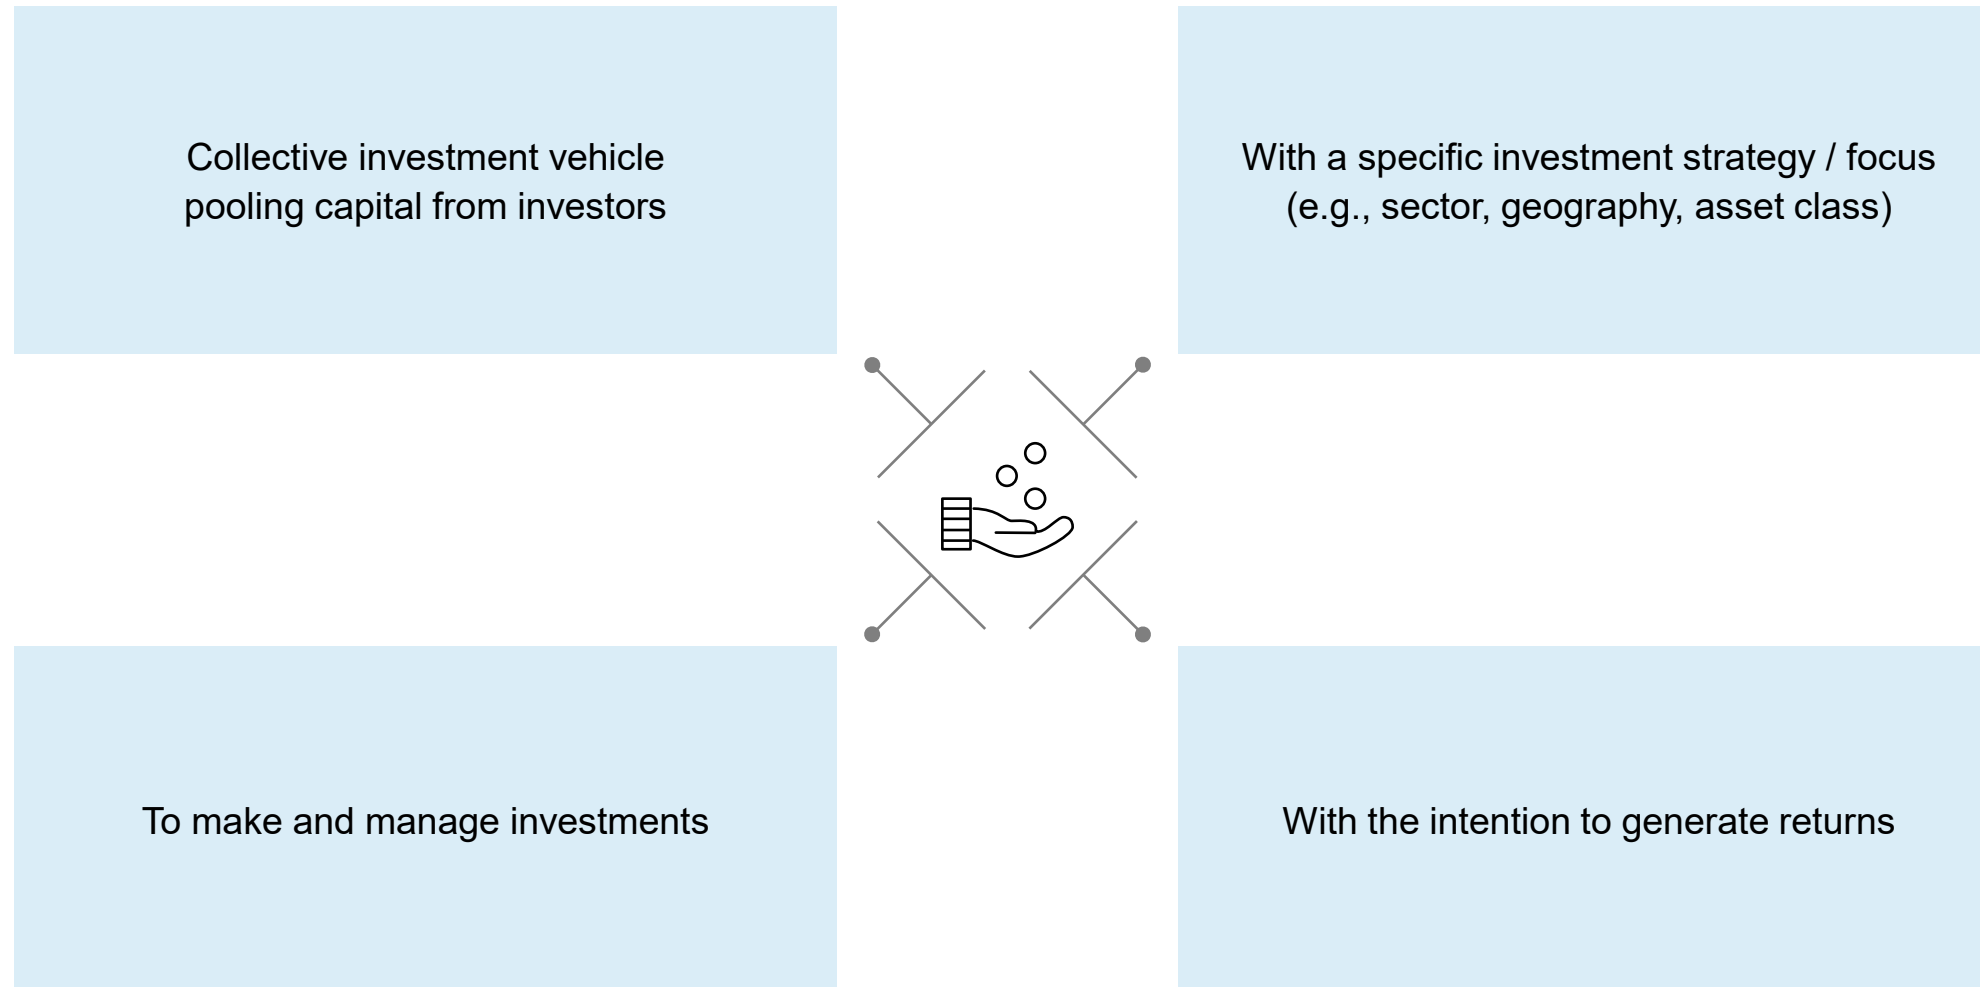 Collective investment vehicle
pooling capital from investors
With a specific investment strategy / focus
(e.g., sector, geography, asset class)
To make and manage investments
With the intention to generate returns